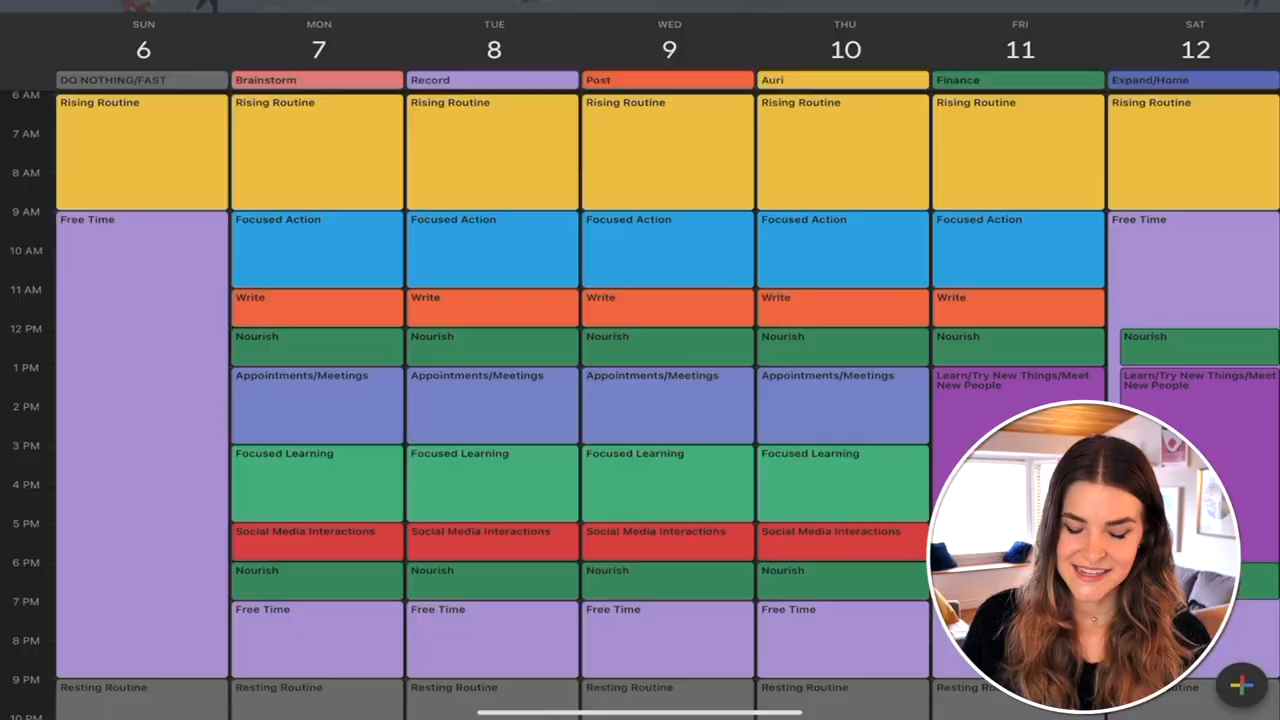 SUN MON TUE WED THU FRI SAT
6 7 8 9 10 11 12
DO NOTHING/FAST Brainstorm Record Post Auri Finance Expand/Home
6 AM
Rising Routine Rising Routine Rising Routine Rising Routine Rising Routine Rising Routine Rising Routine
7 AM
8 AM
9 AM
Free Time Focused Action Focused Action Focused Action Focused Action Focused Action Free Time
10 AM
11 AM
Write Write Write Write Write
12 PM
Nourish Nourish Nourish Nourish Nourish Nourish
1 PM
Appointments/Meetings Appointments/Meetings Appointments/Meetings Appointments/Meetings Learn/Try New Things/Meet Learn/Try New Things/Meet
New People New People
2 PM
3 PM
Focused Learning Focused Learning Focused Learning Focused Learning
4 PM
5 PM
Social Media Interactions Social Media Interactions Social Media Interactions Social Media Interactions
6 PM
Nourish Nourish Nourish Nourish
7 PM
Free Time Free Time Free Time Free Time
8 PM
9 PM
Resting Routine Resting Routine Resting Routine Resting Routine Resting Routine Resting
10 PM